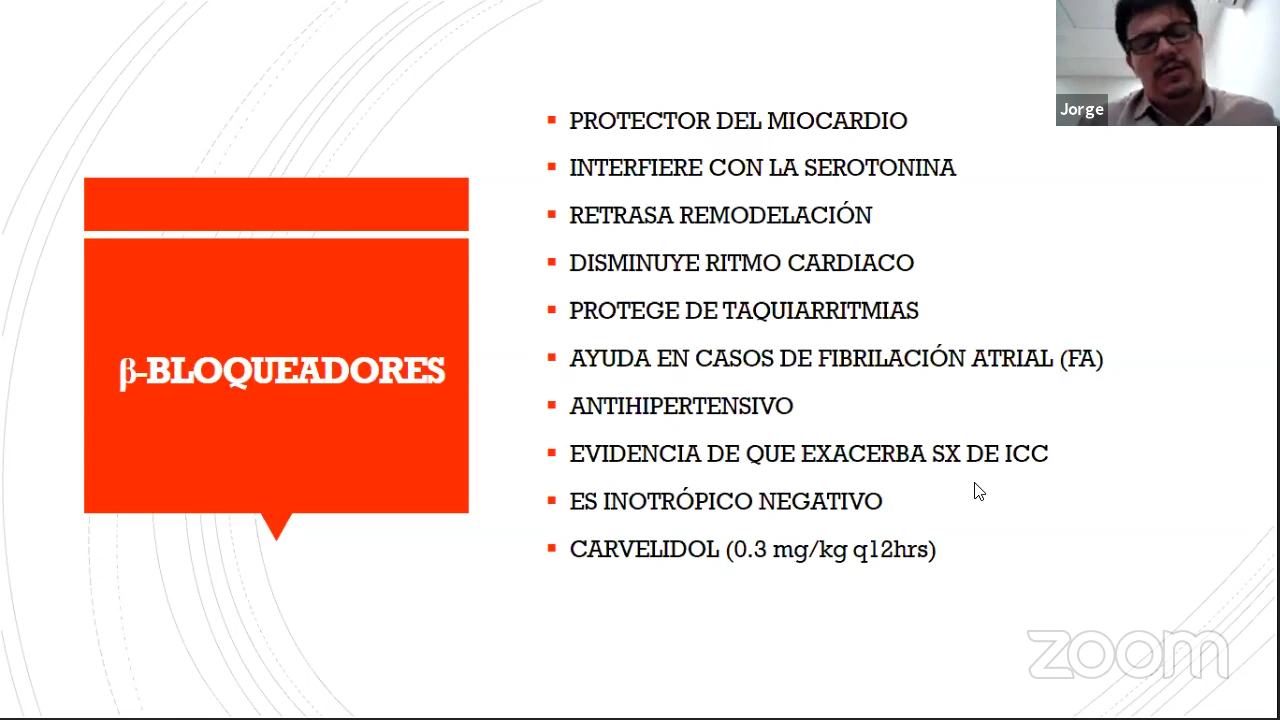 Jorge
PROTECTOR DEL MIOCARDIO
INTERFIERE CON LA SEROTONINA
RETRASA REMODELACIÓN
DISMINUYE RITMO CARDIACO
PROTEGE DE TAQUIARRITMIAS
AYUDA EN CASOS DE FIBRILACIÓN ATRIAL (FA)
ANTIHIPERTENSIVO
EVIDENCIA DE QUE EXACERBA SX DE ICC
ES INOTRÓPICO NEGATIVO
CARVELIDOL (0.3 mg/kg q12hrs)
β-BLOQUEADORES
zoom